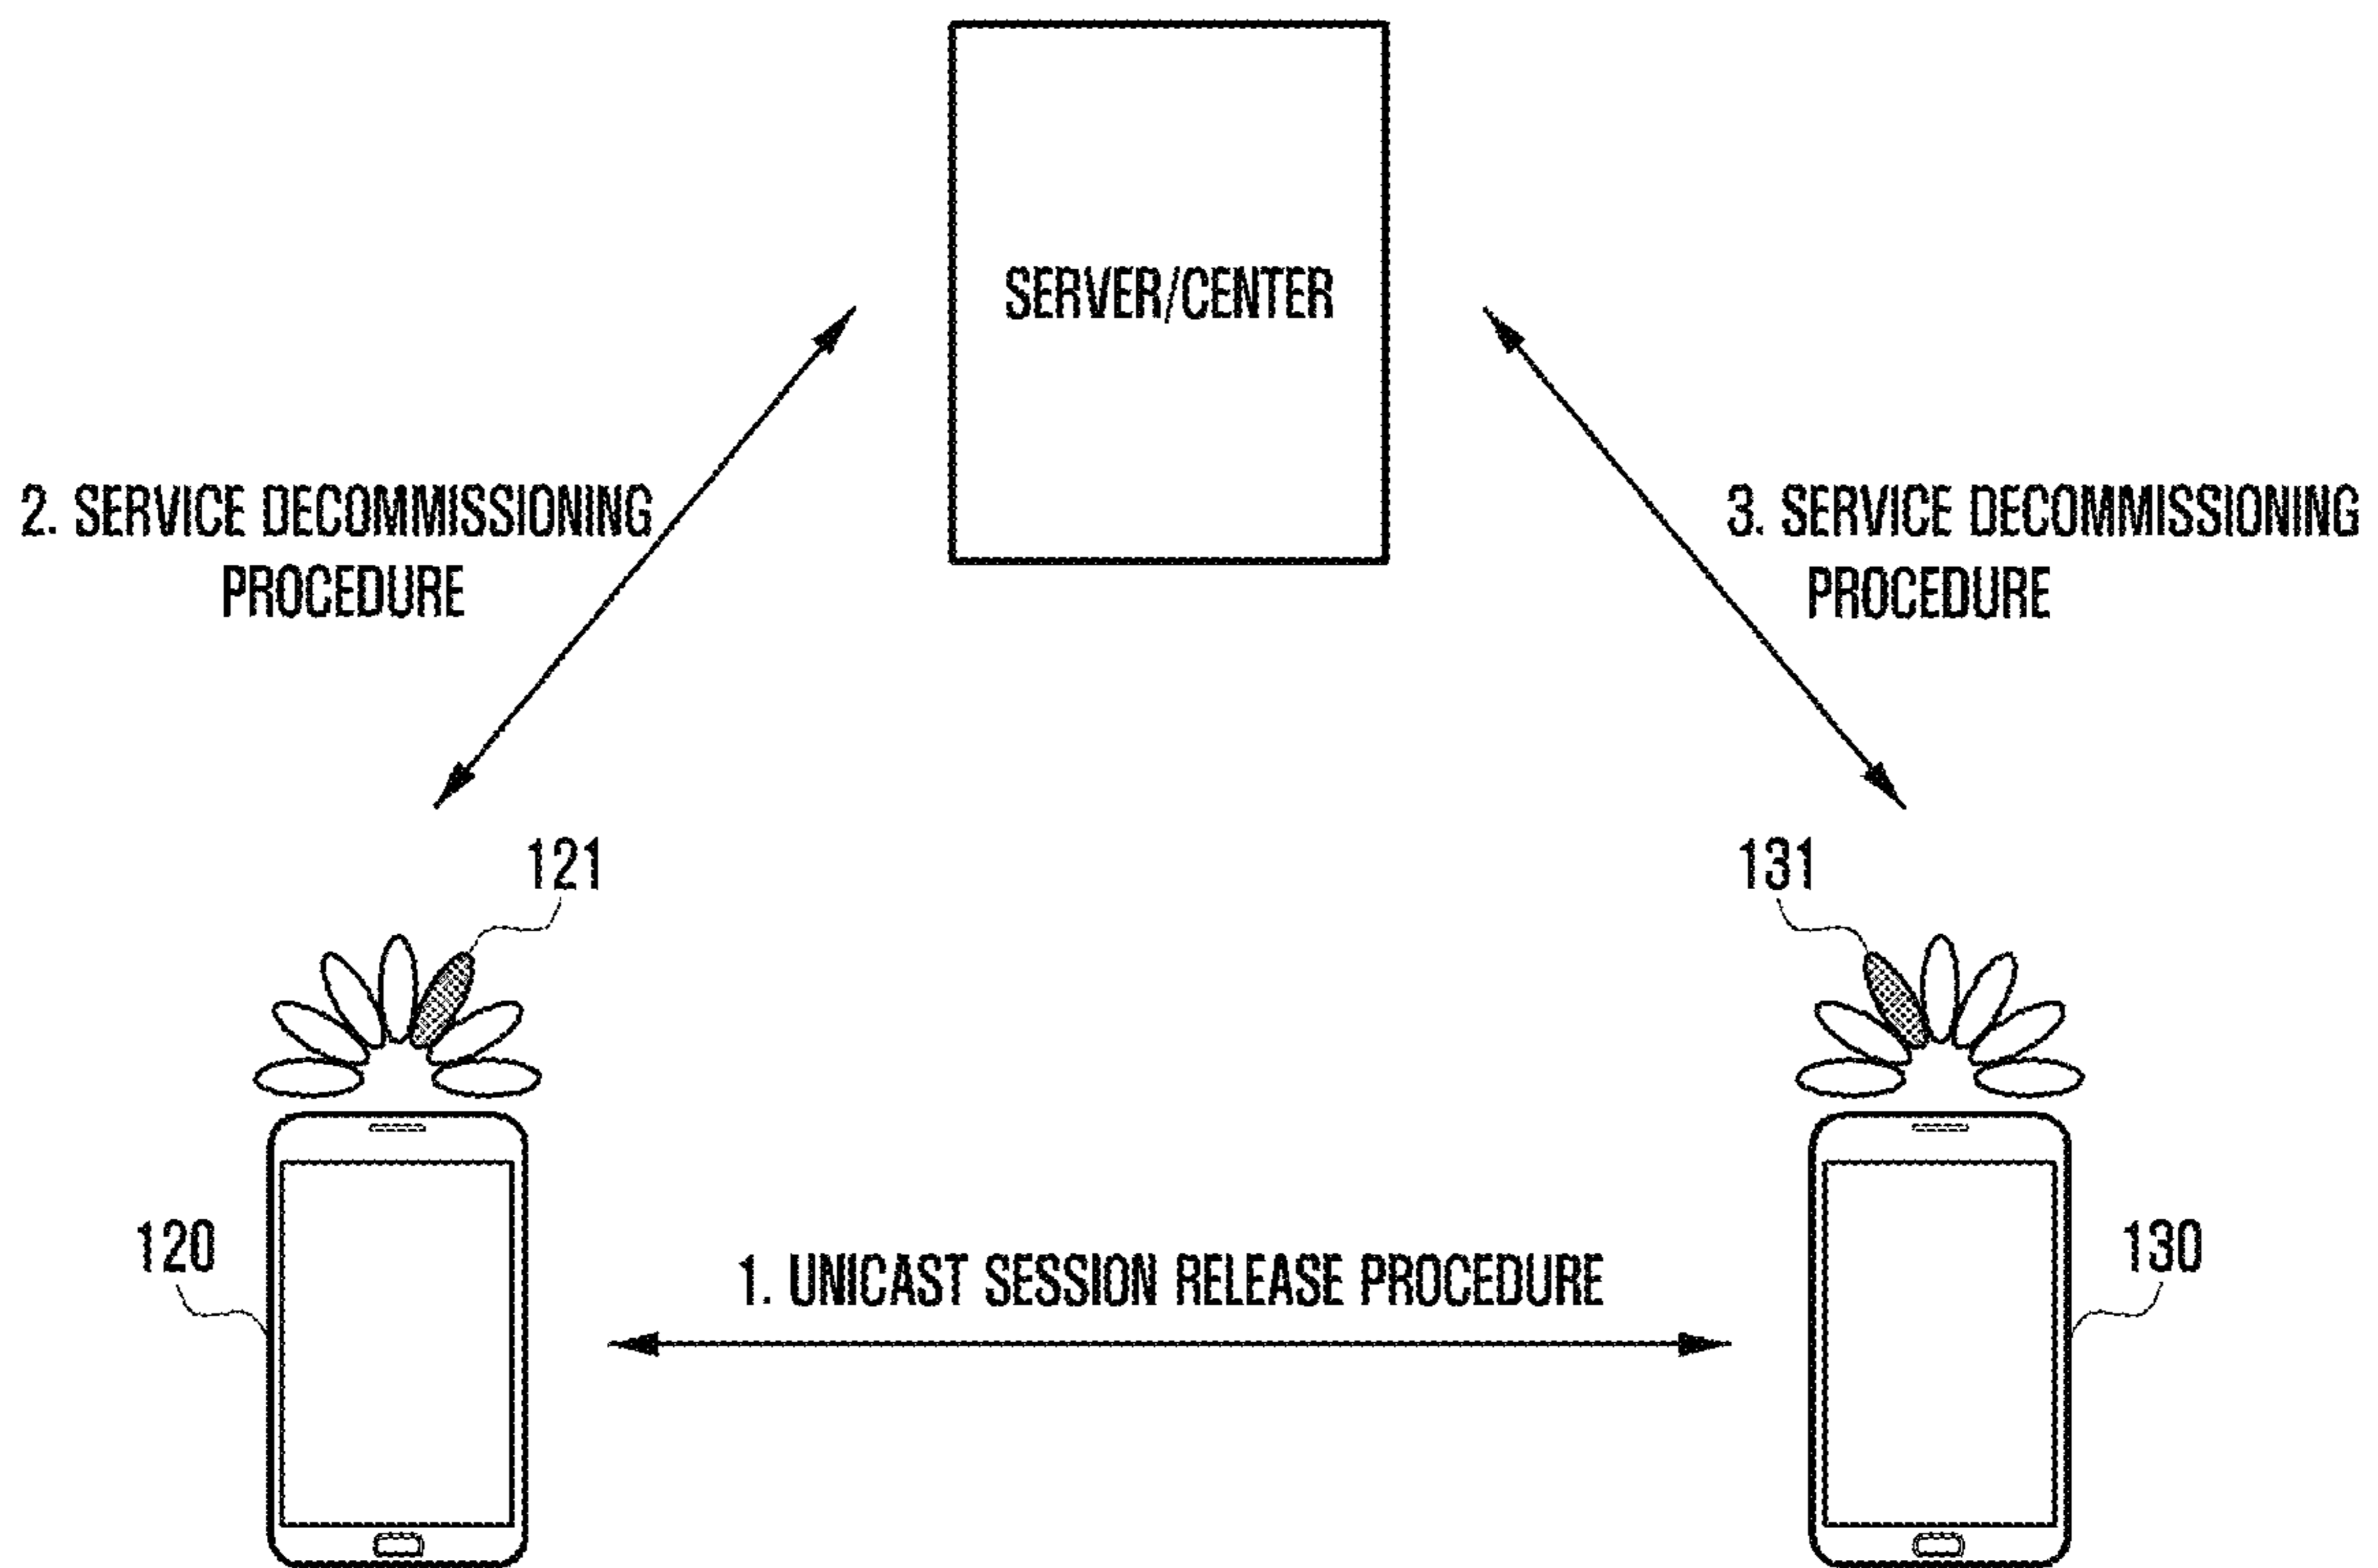 SERVER/CENTER
2. SERVICE DECOMMISSIONING
PROCEDURE
3. SERVICE DECOMMISSIONING
PROCEDURE
121
131
120
1. UNICAST SESSION RELEASE PROCEDURE
130